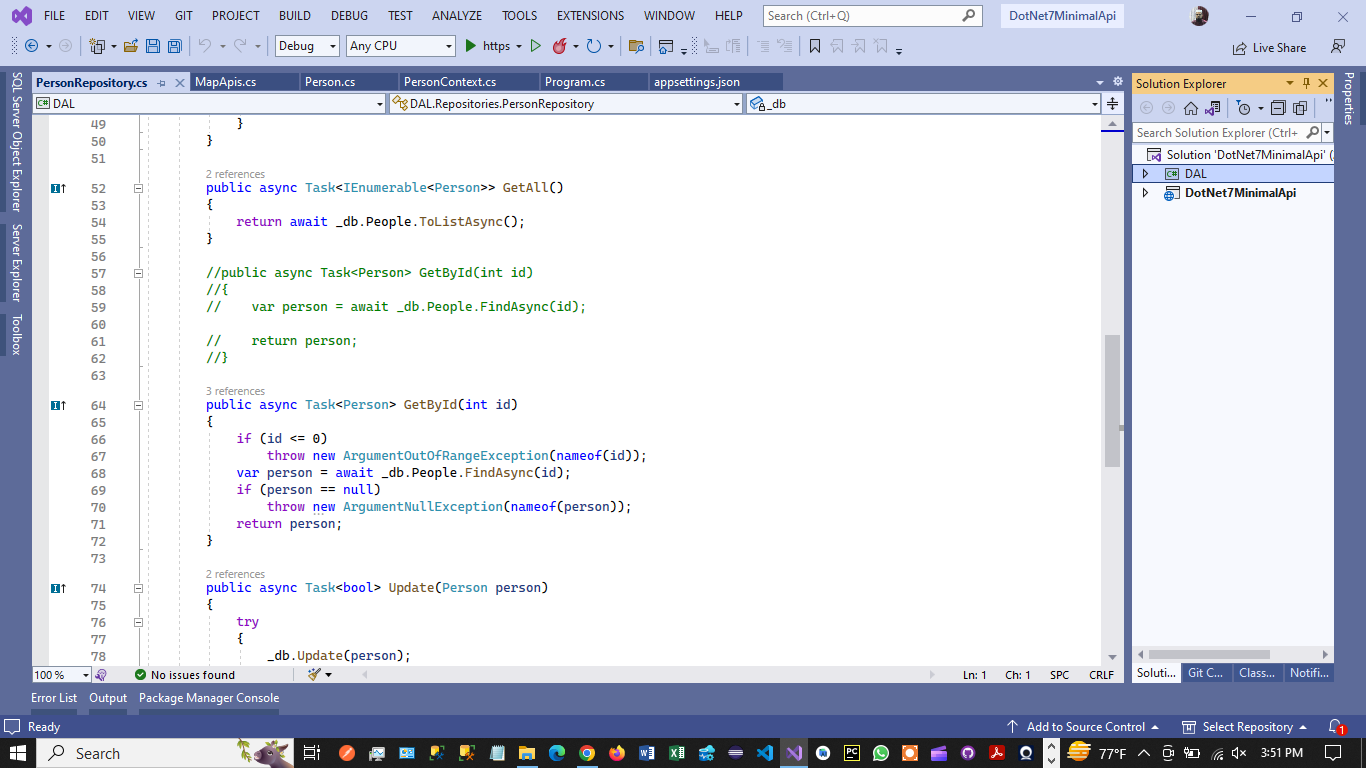 FILE EDIT VIEW GIT PROJECT BUILD DEBUG TEST ANALYZE TOOLS EXTENSIONS WINDOW HELP Search (Ctrl+Q) DotNet7MinimalApi
Debug Any CPU https Live Share
PersonRepository.cs MapApis.cs Person.cs PersonContext.cs Program.cs appsettings.json
C# DAL DAL.Repositories.PersonRepository _db
SQL Server Object Explorer
Server Explorer
Toolbox
49 }
50 }
51
2 references
52 public async Task<IEnumerable<Person>> GetAll()
53 {
54 return await _db.People.ToListAsync();
55 }
56
57 //public async Task<Person> GetById(int id)
58 //{
59 // var person = await _db.People.FindAsync(id);
60
61 // return person;
62 //}
63
3 references
64 public async Task<Person> GetById(int id)
65 {
66 if (id <= 0)
67 throw new ArgumentOutOfRangeException(nameof(id));
68 var person = await _db.People.FindAsync(id);
69 if (person == null)
70 throw new ArgumentNullException(nameof(person));
71 return person;
72 }
73
2 references
74 public async Task<bool> Update(Person person)
75 {
76 try
77 {
78 _db.Update(person);
100 % No issues found Ln: 1 Ch: 1 SPC CRLF
Solution Explorer
Search Solution Explorer (Ctrl+
Solution 'DotNet7MinimalApi' (
C# DAL
DotNet7MinimalApi
Soluti... Git C... Class... Notifi...
Properties
Error List Output Package Manager Console
Ready Add to Source Control Select Repository 1
Search PC 77°F 3:51 PM